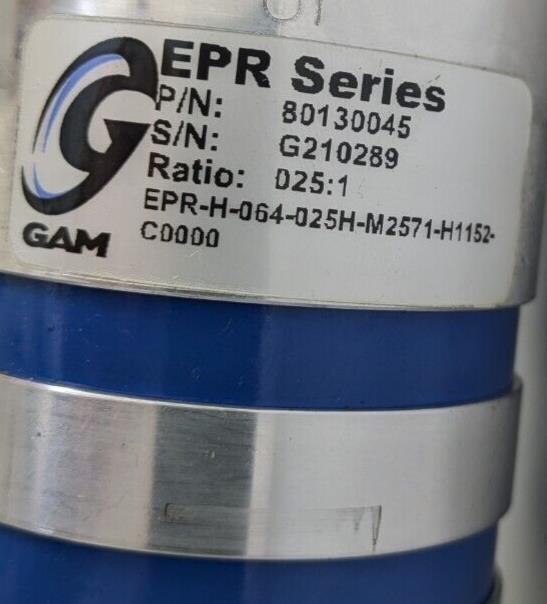 EPR Series
P/N: 80130045
S/N: G210289
Ratio: 025:1
EPR-H-064-025H-M2571-H1152-
C0000
GAM